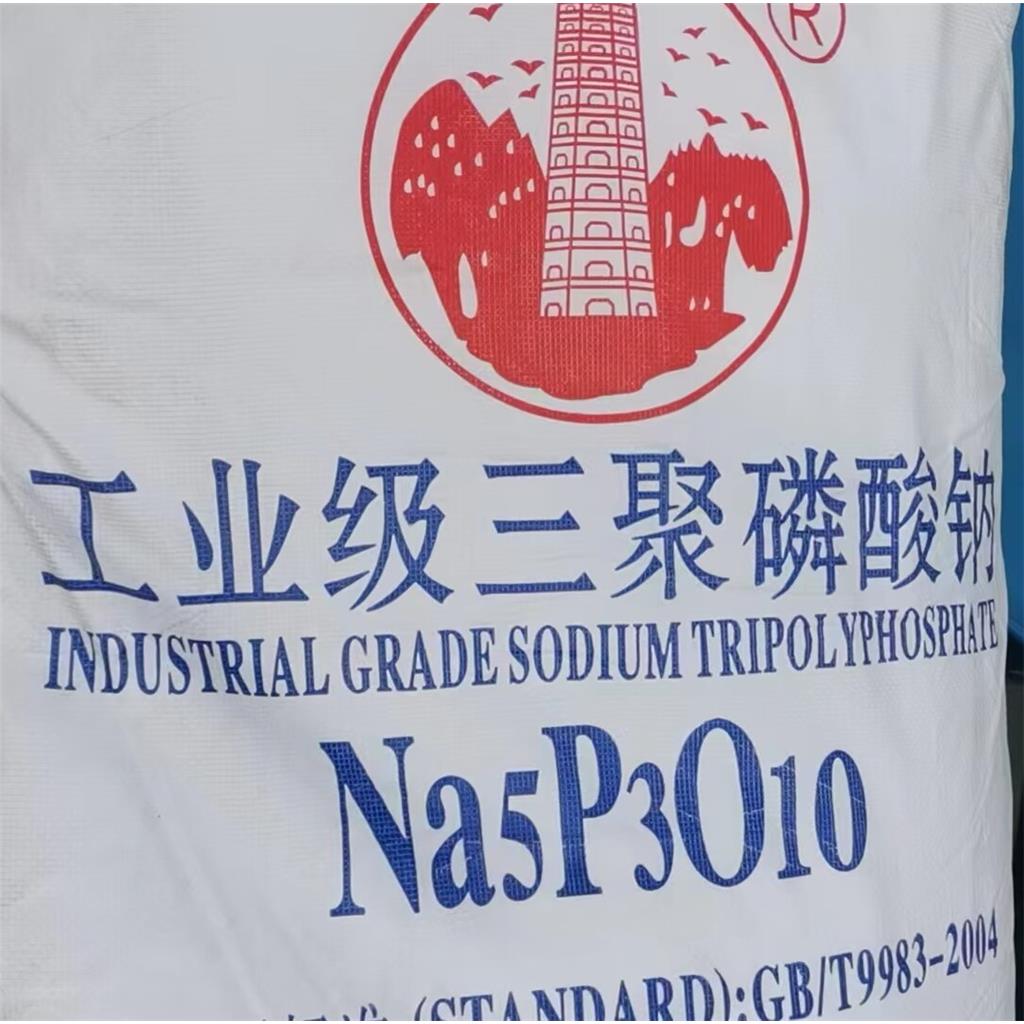 ®
工业级三聚磷酸钠
INDUSTRIAL GRADE SODIUM TRIPOLYPHOSPHATE
Na5P3O10
(STANDARD):GB/T9983-2004